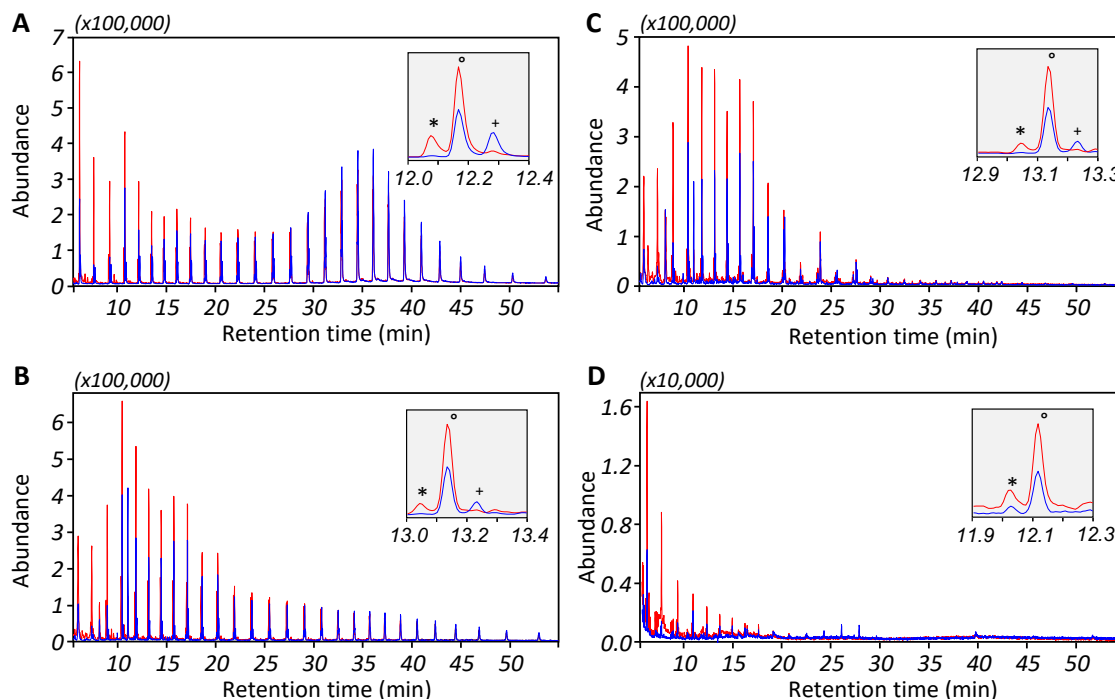 A
(x100,000)
Abundance
7
6
5
4
3
2
1
0
10 15 20 25 30 35 40 45 50
Retention time (min)
* ° +
12.0 12.2 12.4
C
(x100,000)
Abundance
5
4
3
2
1
0
10 15 20 25 30 35 40 45 50
Retention time (min)
* ° +
12.9 13.1 13.3
B
(x100,000)
Abundance
6
5
4
3
2
1
0
10 15 20 25 30 35 40 45 50
Retention time (min)
* ° +
13.0 13.2 13.4
D
(x10,000)
Abundance
1.6
1.2
0.8
0.4
0.0
10 15 20 25 30 35 40 45 50
Retention time (min)
* °
11.9 12.1 12.3